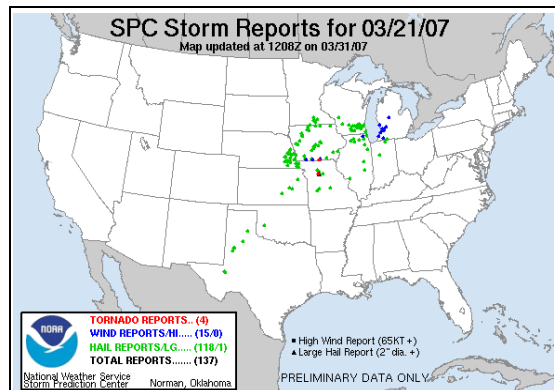 SPC Storm Reports for 03/21/07
Map updated at 1208Z on 03/31/07
NOAA
TORNADO REPORTS.. (4)
WIND REPORTS/HI..... (15/0)
HAIL REPORTS/LG..... (118/1)
TOTAL REPORTS....... (137)
National Weather Service
Storm Prediction Center Norman, Oklahoma
High Wind Report (65KT +)
Large Hail Report (2" dia. +)
PRELIMINARY DATA ONLY